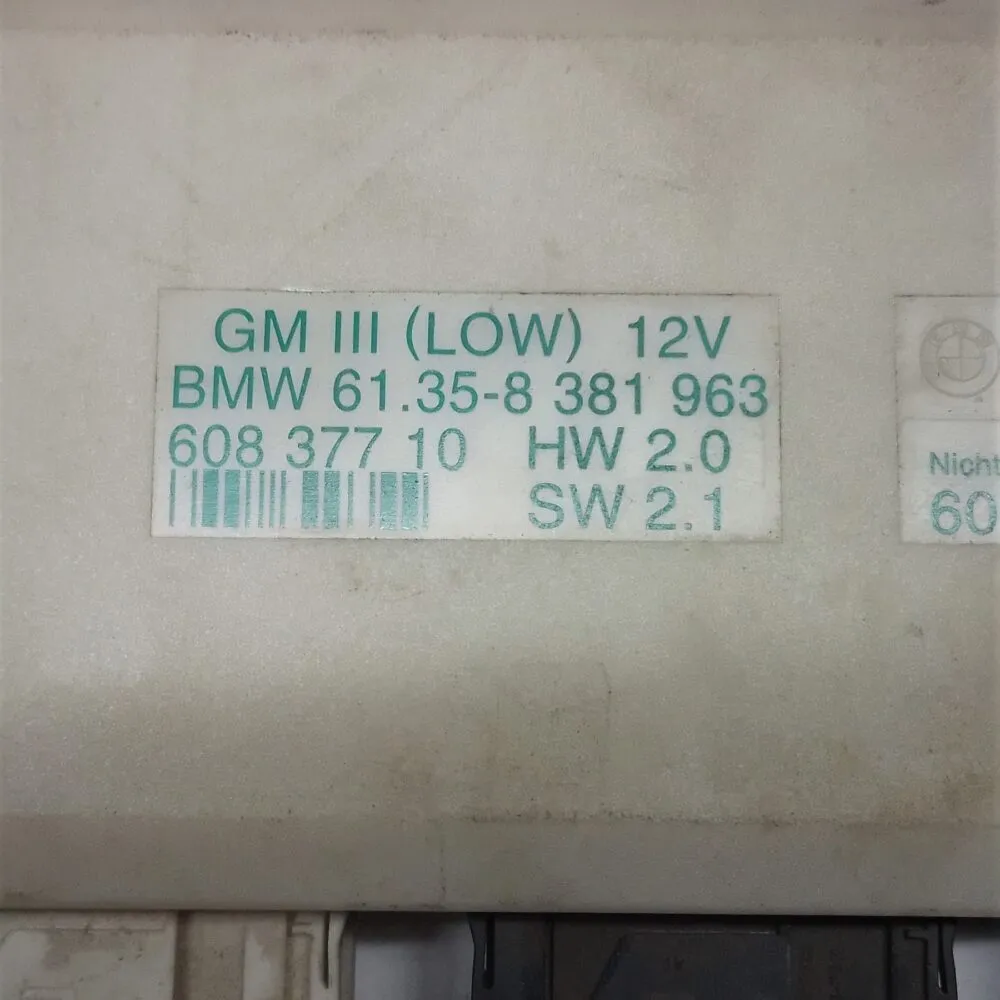 GM III (LOW) 12V
BMW 61.35-8 381 963
608 377 10 HW 2.0
SW 2.1
Nicht
60